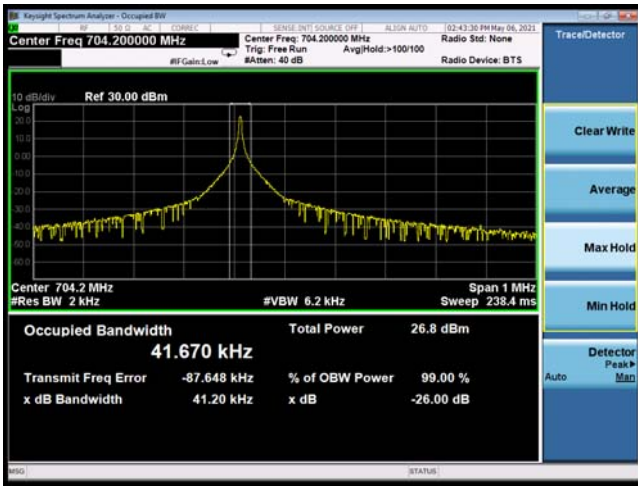 Keysight Spectrum Analyzer - Occupied BW
RF 50 Ω AC CORREC SENSE:INT SOURCE OFF ALIGN AUTO 02:43:30 PM May 06, 2021
Center Freq 704.200000 MHz
Center Freq: 704.200000 MHz
Radio Std: None
Trig: Free Run Avg|Hold:>100/100
#IFGain:Low #Atten: 40 dB
Radio Device: BTS
Trace/Detector
10 dB/div Ref 30.00 dBm
Log
20.0
10.0
0.00
-10.0
-20.0
-30.0
-40.0
-50.0
-60.0
Center 704.2 MHz Span 1 MHz
#Res BW 2 kHz #VBW 6.2 kHz Sweep 238.4 ms
Occupied Bandwidth Total Power 26.8 dBm
41.670 kHz
Transmit Freq Error -87.648 kHz % of OBW Power 99.00 %
x dB Bandwidth 41.20 kHz x dB -26.00 dB
Clear Write
Average
Max Hold
Min Hold
Detector
Peak▶
Auto Man
MSG STATUS